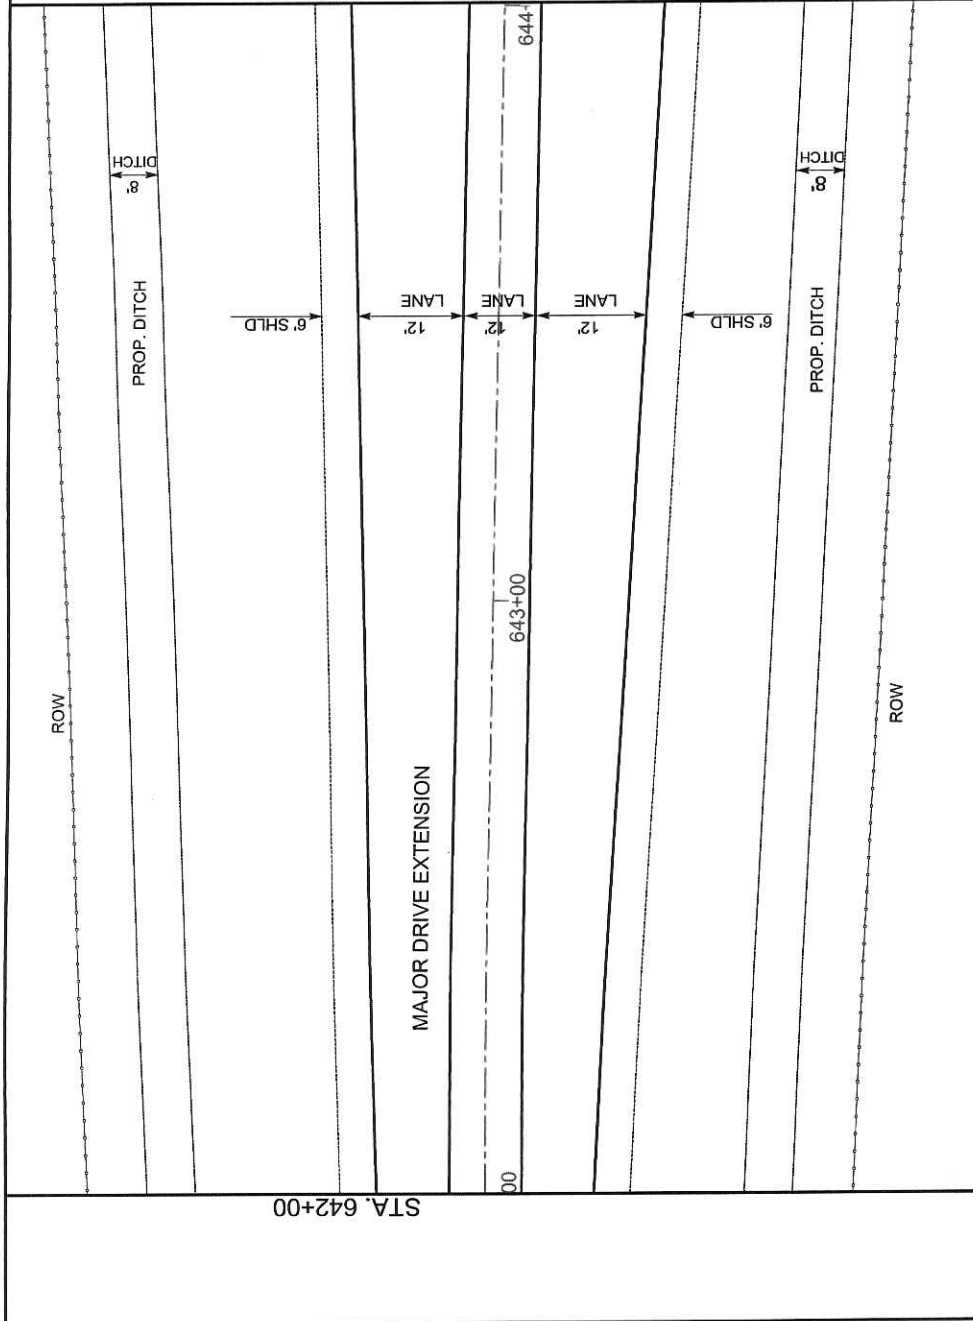 644+
8' DITCH
8' DITCH
PROP. DITCH
PROP. DITCH
6' SHLD
12' LANE
12' LANE
12' LANE
6' SHLD
643+00
ROW
ROW
MAJOR DRIVE EXTENSION
00
STA. 642+00